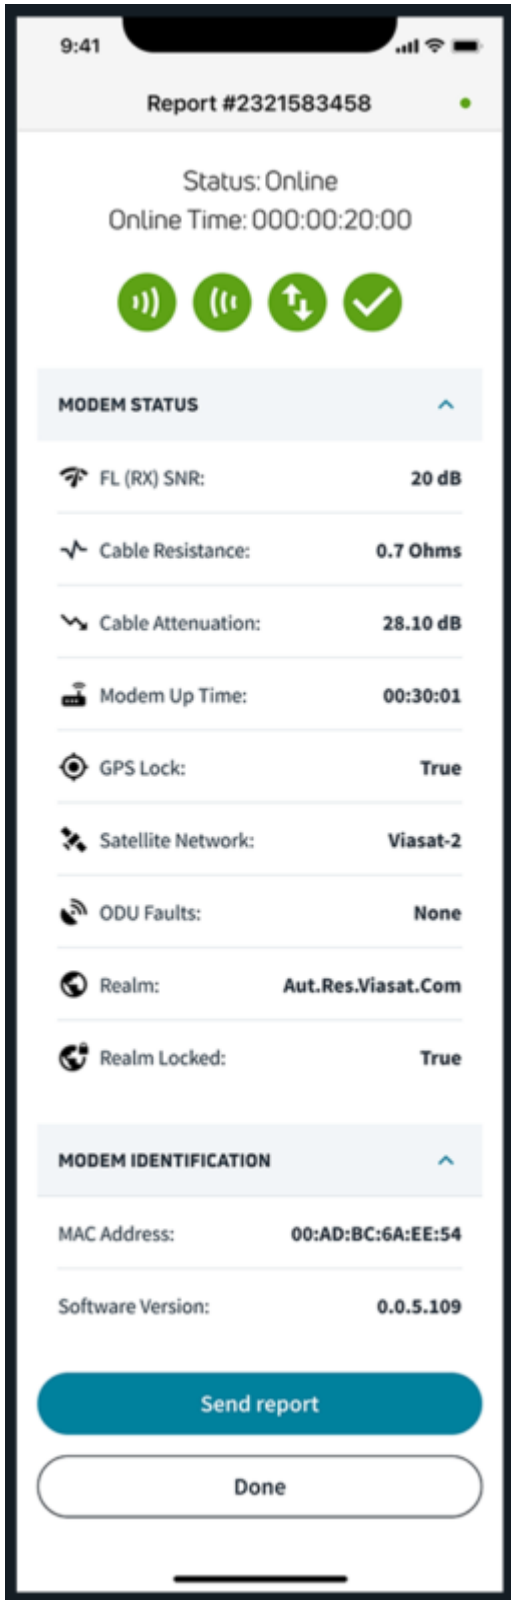 9:41
Report #2321583458
Status: Online
Online Time: 000:00:20:00
MODEM STATUS
FL (RX) SNR: 20 dB
Cable Resistance: 0.7 Ohms
Cable Attenuation: 28.10 dB
Modem Up Time: 00:30:01
GPS Lock: True
Satellite Network: Viasat-2
ODU Faults: None
Realm: Aut.Res.Viasat.Com
Realm Locked: True
MODEM IDENTIFICATION
MAC Address: 00:AD:BC:6A:EE:54
Software Version: 0.0.5.109
Send report
Done